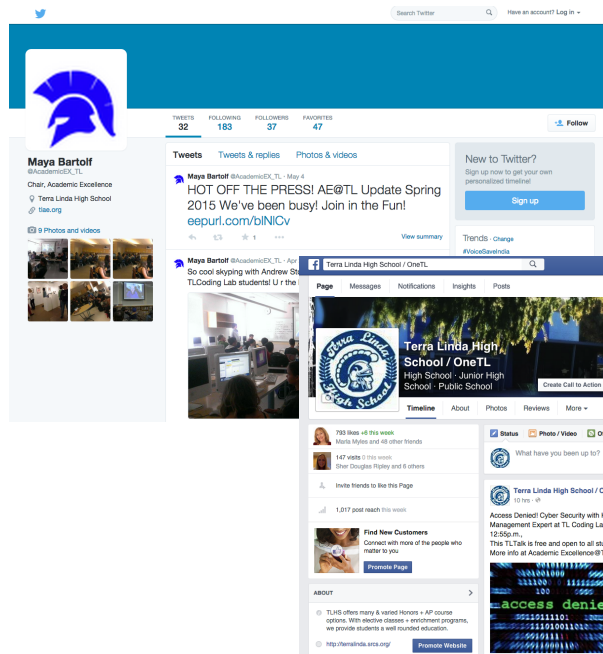 Search Twitter
Have an account? Log in
TWEETS FOLLOWING FOLLOWERS FAVORITES
32 183 37 47
Follow
Maya Bartolf
@AcademicEX_TL
Chair, Academic Excellence
Terra Linda High School
tlae.org
9 Photos and videos
Tweets Tweets & replies Photos & videos
Maya Bartolf @AcademicEX_TL · May 4
HOT OFF THE PRESS! AE@TL Update Spring
2015 We've been busy! Join in the Fun!
eepurl.com/blNlCv
1
View summary
Maya Bartolf @AcademicEX_TL · Apr
So cool skyping with Andrew
TLCoding Lab students! U r the
New to Twitter?
Sign up now to get your own
personalized timeline!
Sign up
Trends · Change
#VoiceSaveIndia
Terra Linda High School / OneTL
Page Messages Notifications Insights Posts
Terra Linda
High School
Terra Linda High
School / OneTL
High School · Junior High
School · Public School
Create Call to Action
Timeline About Photos Reviews More
793 likes +6 this week
Marla Myles and 48 other friends
147 visits 0 this week
Sher Douglas Ripley and 6 others
Invite friends to like this Page
1,017 post reach this week
Find New Customers
Connect with more of the people who
matter to you
Promote Page
ABOUT
TLHS offers many & varied Honors + AP course
options. With elective classes + enrichment programs,
we provide students a well rounded education.
http://terralinda.srcs.org/
Promote Website
Status Photo / Video
What have you been up to?
Terra Linda High School /
10 hrs
Access Denied! Cyber Security with
Management Expert at TL Coding
12:55p.m.,
This TLTalk is free and open to all
More info at Academic
access